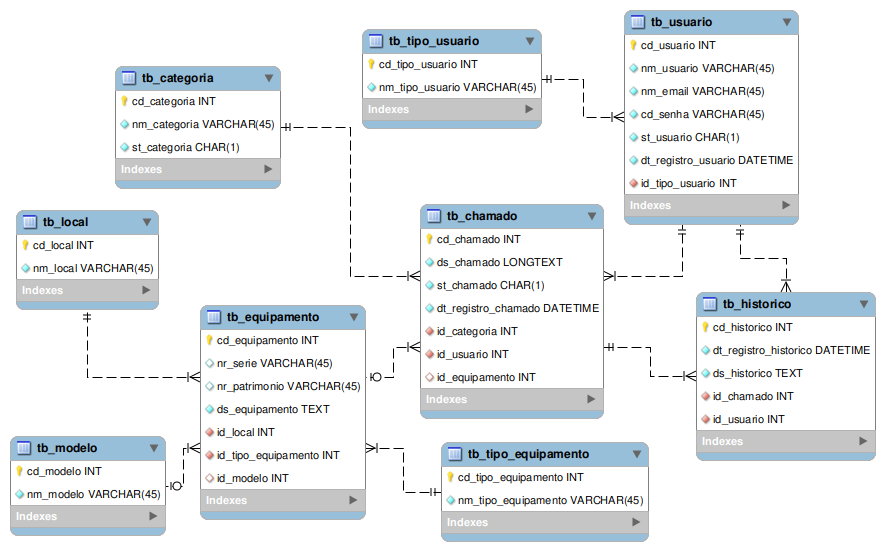 tb_usuario
cd_usuario INT
nm_usuario VARCHAR(45)
nm_email VARCHAR(45)
cd_senha VARCHAR(45)
st_usuario CHAR(1)
dt_registro_usuario DATETIME
id_tipo_usuario INT
Indexes
tb_tipo_usuario
cd_tipo_usuario INT
nm_tipo_usuario VARCHAR(45)
Indexes
tb_categoria
cd_categoria INT
nm_categoria VARCHAR(45)
st_categoria CHAR(1)
Indexes
tb_local
cd_local INT
nm_local VARCHAR(45)
Indexes
tb_chamado
cd_chamado INT
ds_chamado LONGTEXT
st_chamado CHAR(1)
dt_registro_chamado DATETIME
id_categoria INT
id_usuario INT
id_equipamento INT
Indexes
tb_historico
cd_historico INT
dt_registro_historico DATETIME
ds_historico TEXT
id_chamado INT
id_usuario INT
Indexes
tb_equipamento
cd_equipamento INT
nr_serie VARCHAR(45)
nr_patrimonio VARCHAR(45)
ds_equipamento TEXT
id_local INT
id_tipo_equipamento INT
id_modelo INT
Indexes
tb_modelo
cd_modelo INT
nm_modelo VARCHAR(45)
Indexes
tb_tipo_equipamento
cd_tipo_equipamento INT
nm_tipo_equipamento VARCHAR(45)
Indexes